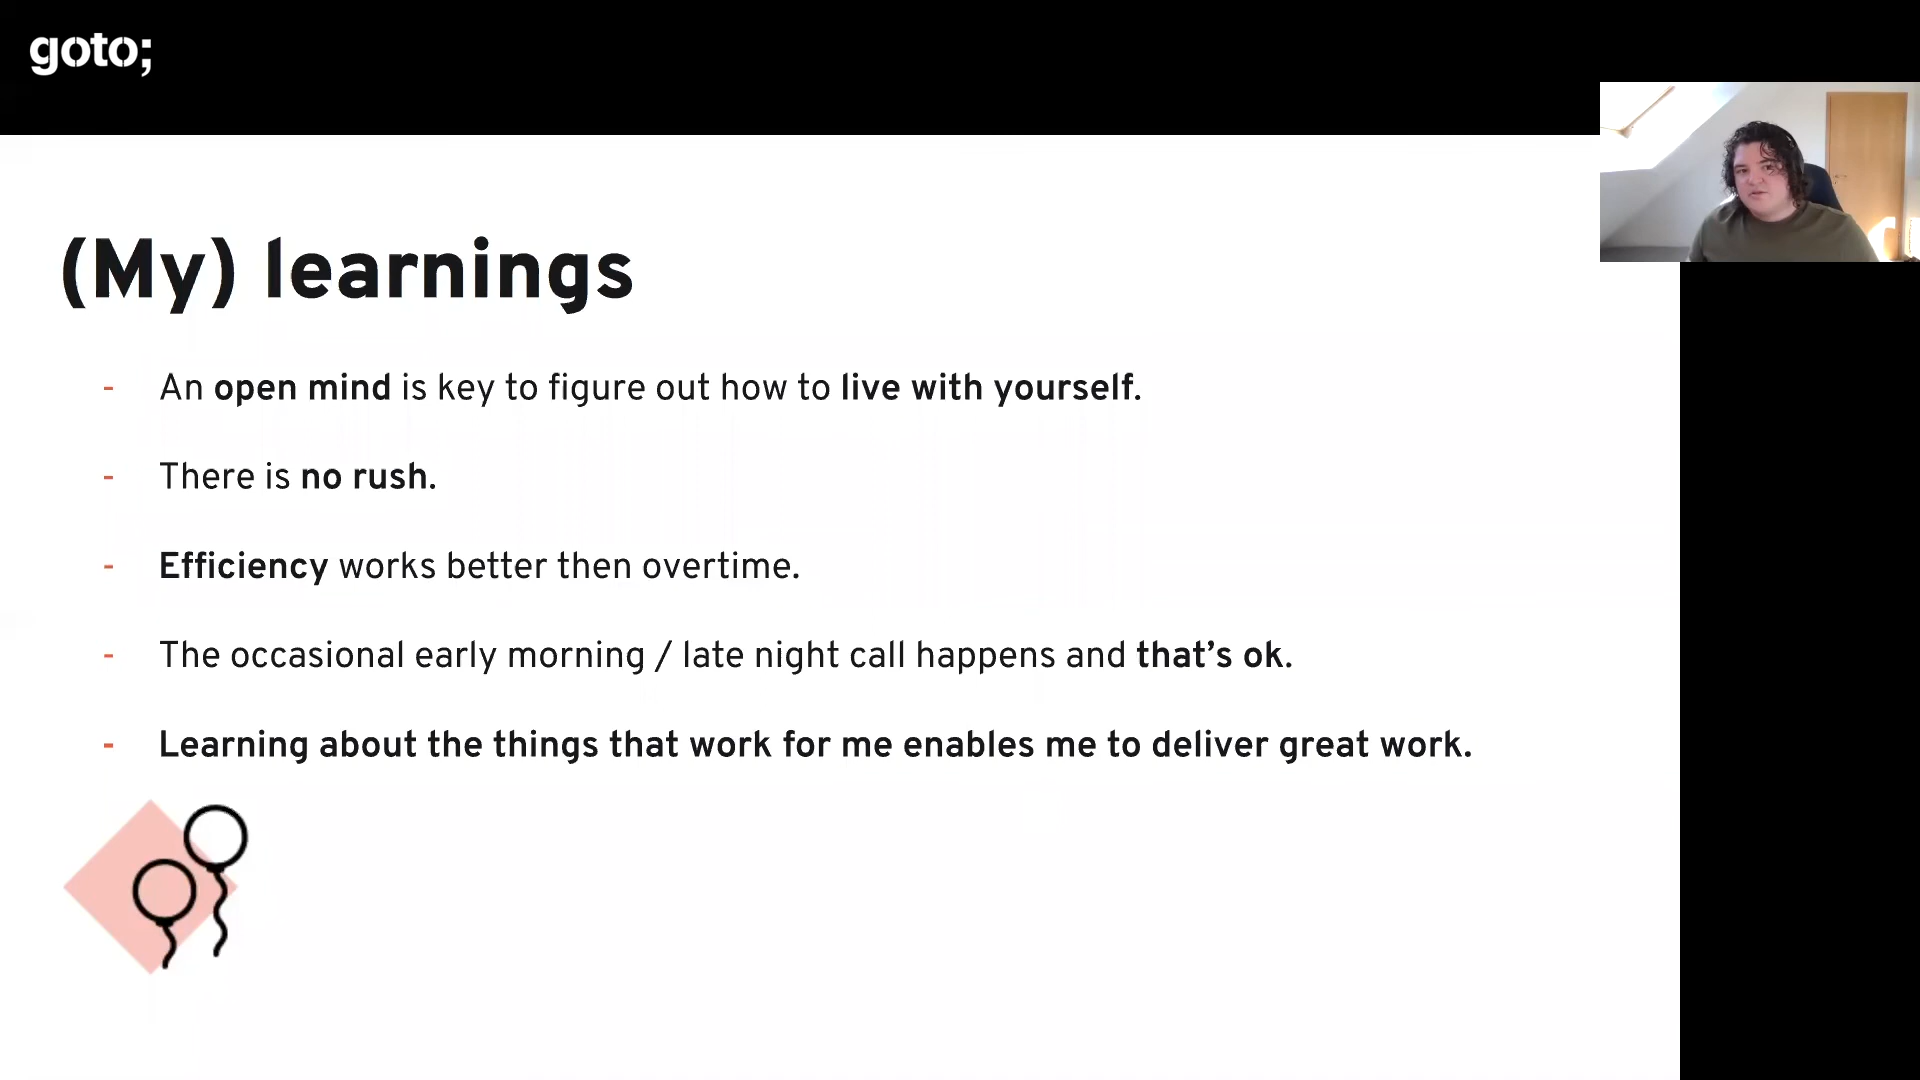 goto;
(My) learnings
- An open mind is key to figure out how to live with yourself.
- There is no rush.
- Efficiency works better then overtime.
- The occasional early morning / late night call happens and that’s ok.
- Learning about the things that work for me enables me to deliver great work.